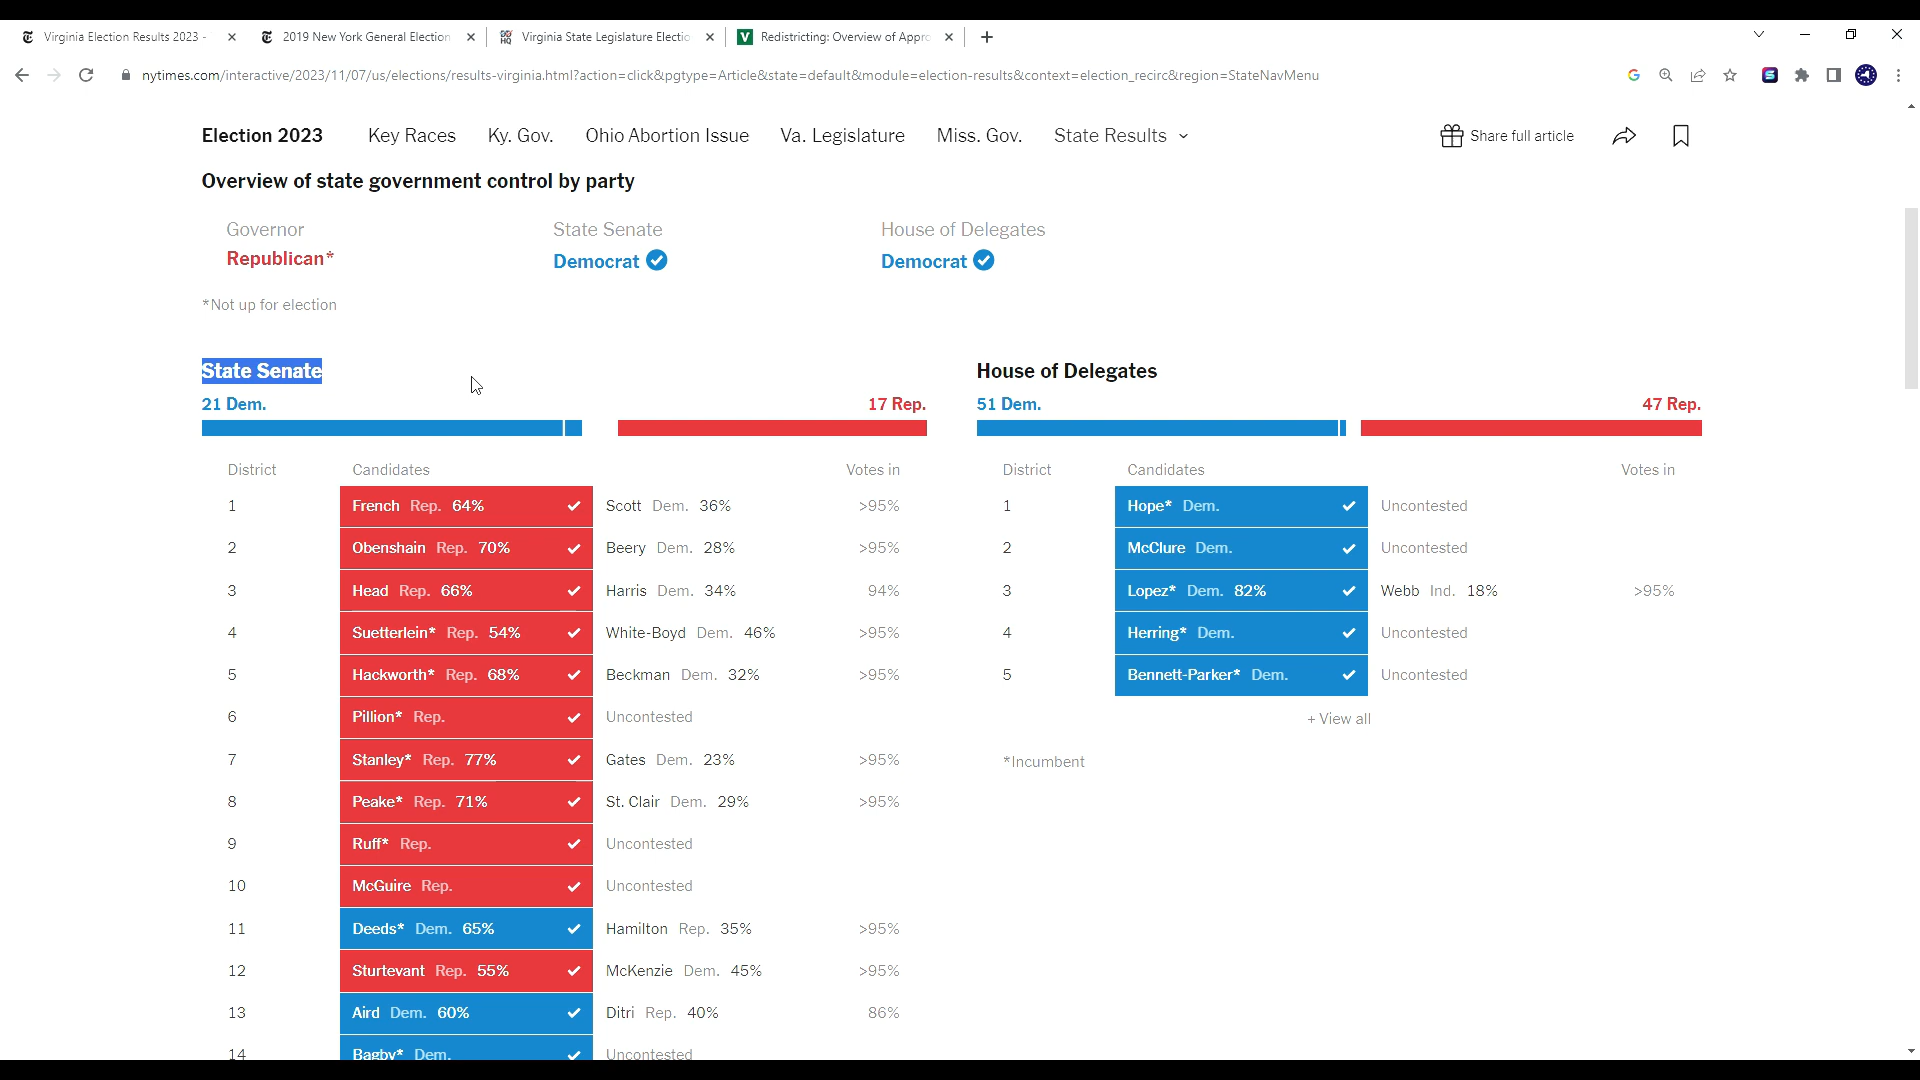 Virginia Election Results 2023 -
2019 New York General Election
Virginia State Legislature Electio
Redistricting: Overview of Appro
nytimes.com/interactive/2023/11/07/us/elections/results-virginia.html?action=click&pgtype=Article&state=default&module=election-results&context=election_recirc&region=StateNavMenu
Election 2023 Key Races Ky. Gov. Ohio Abortion Issue Va. Legislature Miss. Gov. State Results Share full article
Overview of state government control by party
Governor State Senate House of Delegates
Republican* Democrat Democrat
*Not up for election
State Senate
21 Dem. 17 Rep.
District Candidates Votes in
1 French Rep. 64% Scott Dem. 36% >95%
2 Obenshain Rep. 70% Beery Dem. 28% >95%
3 Head Rep. 66% Harris Dem. 34% 94%
4 Suetterlein* Rep. 54% White-Boyd Dem. 46% >95%
5 Hackworth* Rep. 68% Beckman Dem. 32% >95%
6 Pillion* Rep. Uncontested
7 Stanley* Rep. 77% Gates Dem. 23% >95%
8 Peake* Rep. 71% St. Clair Dem. 29% >95%
9 Ruff* Rep. Uncontested
10 McGuire Rep. Uncontested
11 Deeds* Dem. 65% Hamilton Rep. 35% >95%
12 Sturtevant Rep. 55% McKenzie Dem. 45% >95%
13 Aird Dem. 60% Ditri Rep. 40% 86%
14 Bagby* Dem. Uncontested
House of Delegates
51 Dem. 47 Rep.
District Candidates Votes in
1 Hope* Dem. Uncontested
2 McClure Dem. Uncontested
3 Lopez* Dem. 82% Webb Ind. 18% >95%
4 Herring* Dem. Uncontested
5 Bennett-Parker* Dem. Uncontested
+ View all
*Incumbent